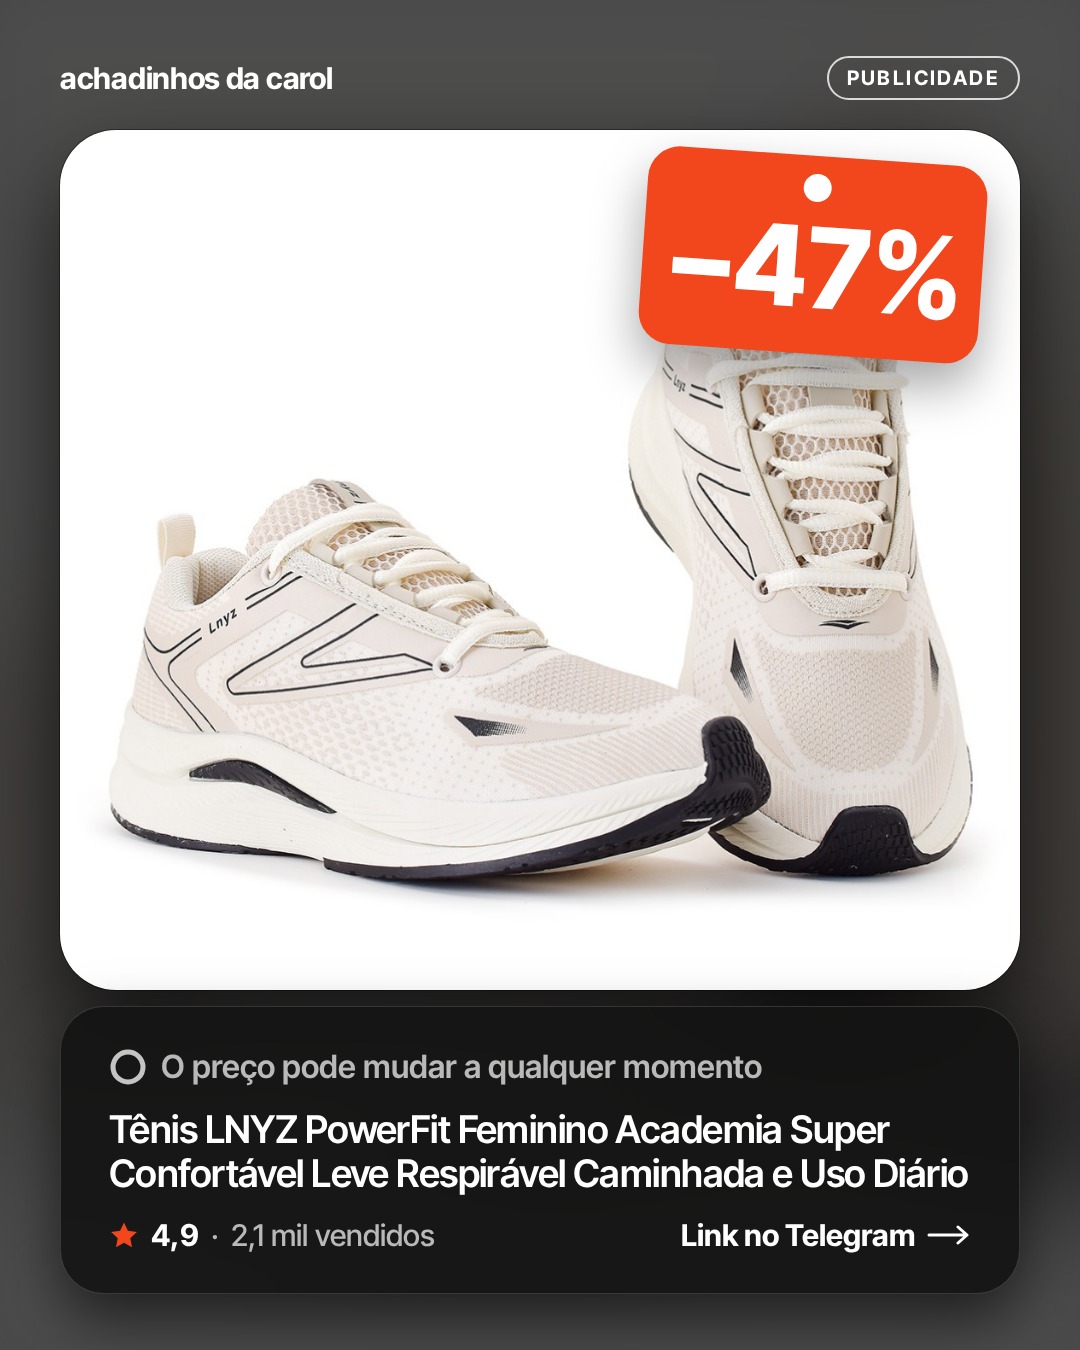 achadinhos da carol
PUBLICIDADE
−47%
Lnyz
Lnyz
O preço pode mudar a qualquer momento
Tênis LNYZ PowerFit Feminino Academia Super
Confortável Leve Respirável Caminhada e Uso Diário
4,9 · 2,1 mil vendidos
Link no Telegram →